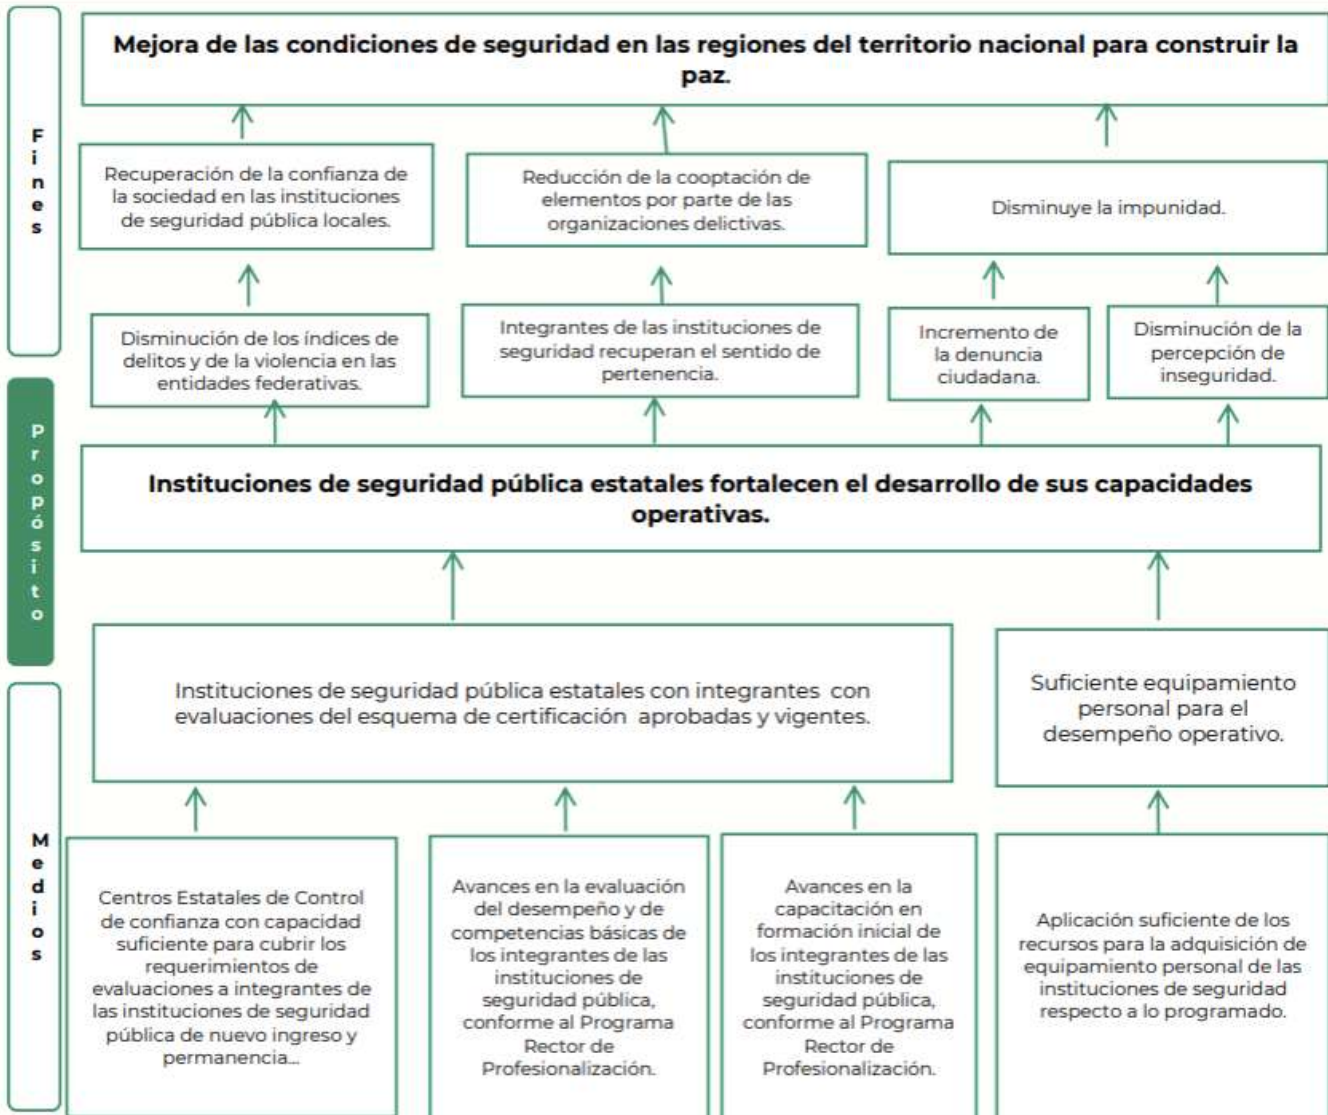 Fines
Mejora de las condiciones de seguridad en las regiones del territorio nacional para construir la
paz.
Recuperación de la confianza de
la sociedad en las instituciones
de seguridad pública locales.
Reducción de la cooptación de
elementos por parte de las
organizaciones delictivas.
Disminuye la impunidad.
Disminución de los índices de
delitos y de la violencia en las
entidades federativas.
Integrantes de las instituciones de
seguridad recuperan el sentido de
pertenencia.
Incremento de
la denuncia
ciudadana.
Disminución de la
percepción de
inseguridad.
Propósito
Instituciones de seguridad pública estatales fortalecen el desarrollo de sus capacidades
operativas.
Medios
Instituciones de seguridad pública estatales con integrantes con
evaluaciones del esquema de certificación aprobadas y vigentes.
Suficiente equipamiento
personal para el
desempeño operativo.
Centros Estatales de Control
de confianza con capacidad
suficiente para cubrir los
requerimientos de
evaluaciones a integrantes de
las instituciones de seguridad
pública de nuevo ingreso y
permanencia...
Avances en la evaluación
del desempeño y de
competencias básicas de
los integrantes de las
instituciones de
seguridad pública,
conforme al Programa
Rector de
Profesionalización.
Avances en la
capacitación en
formación inicial de
los integrantes de las
instituciones de
seguridad pública,
conforme al Programa
Rector de
Profesionalización.
Aplicación suficiente de los
recursos para la adquisición de
equipamiento personal de las
instituciones de seguridad
respecto a lo programado.